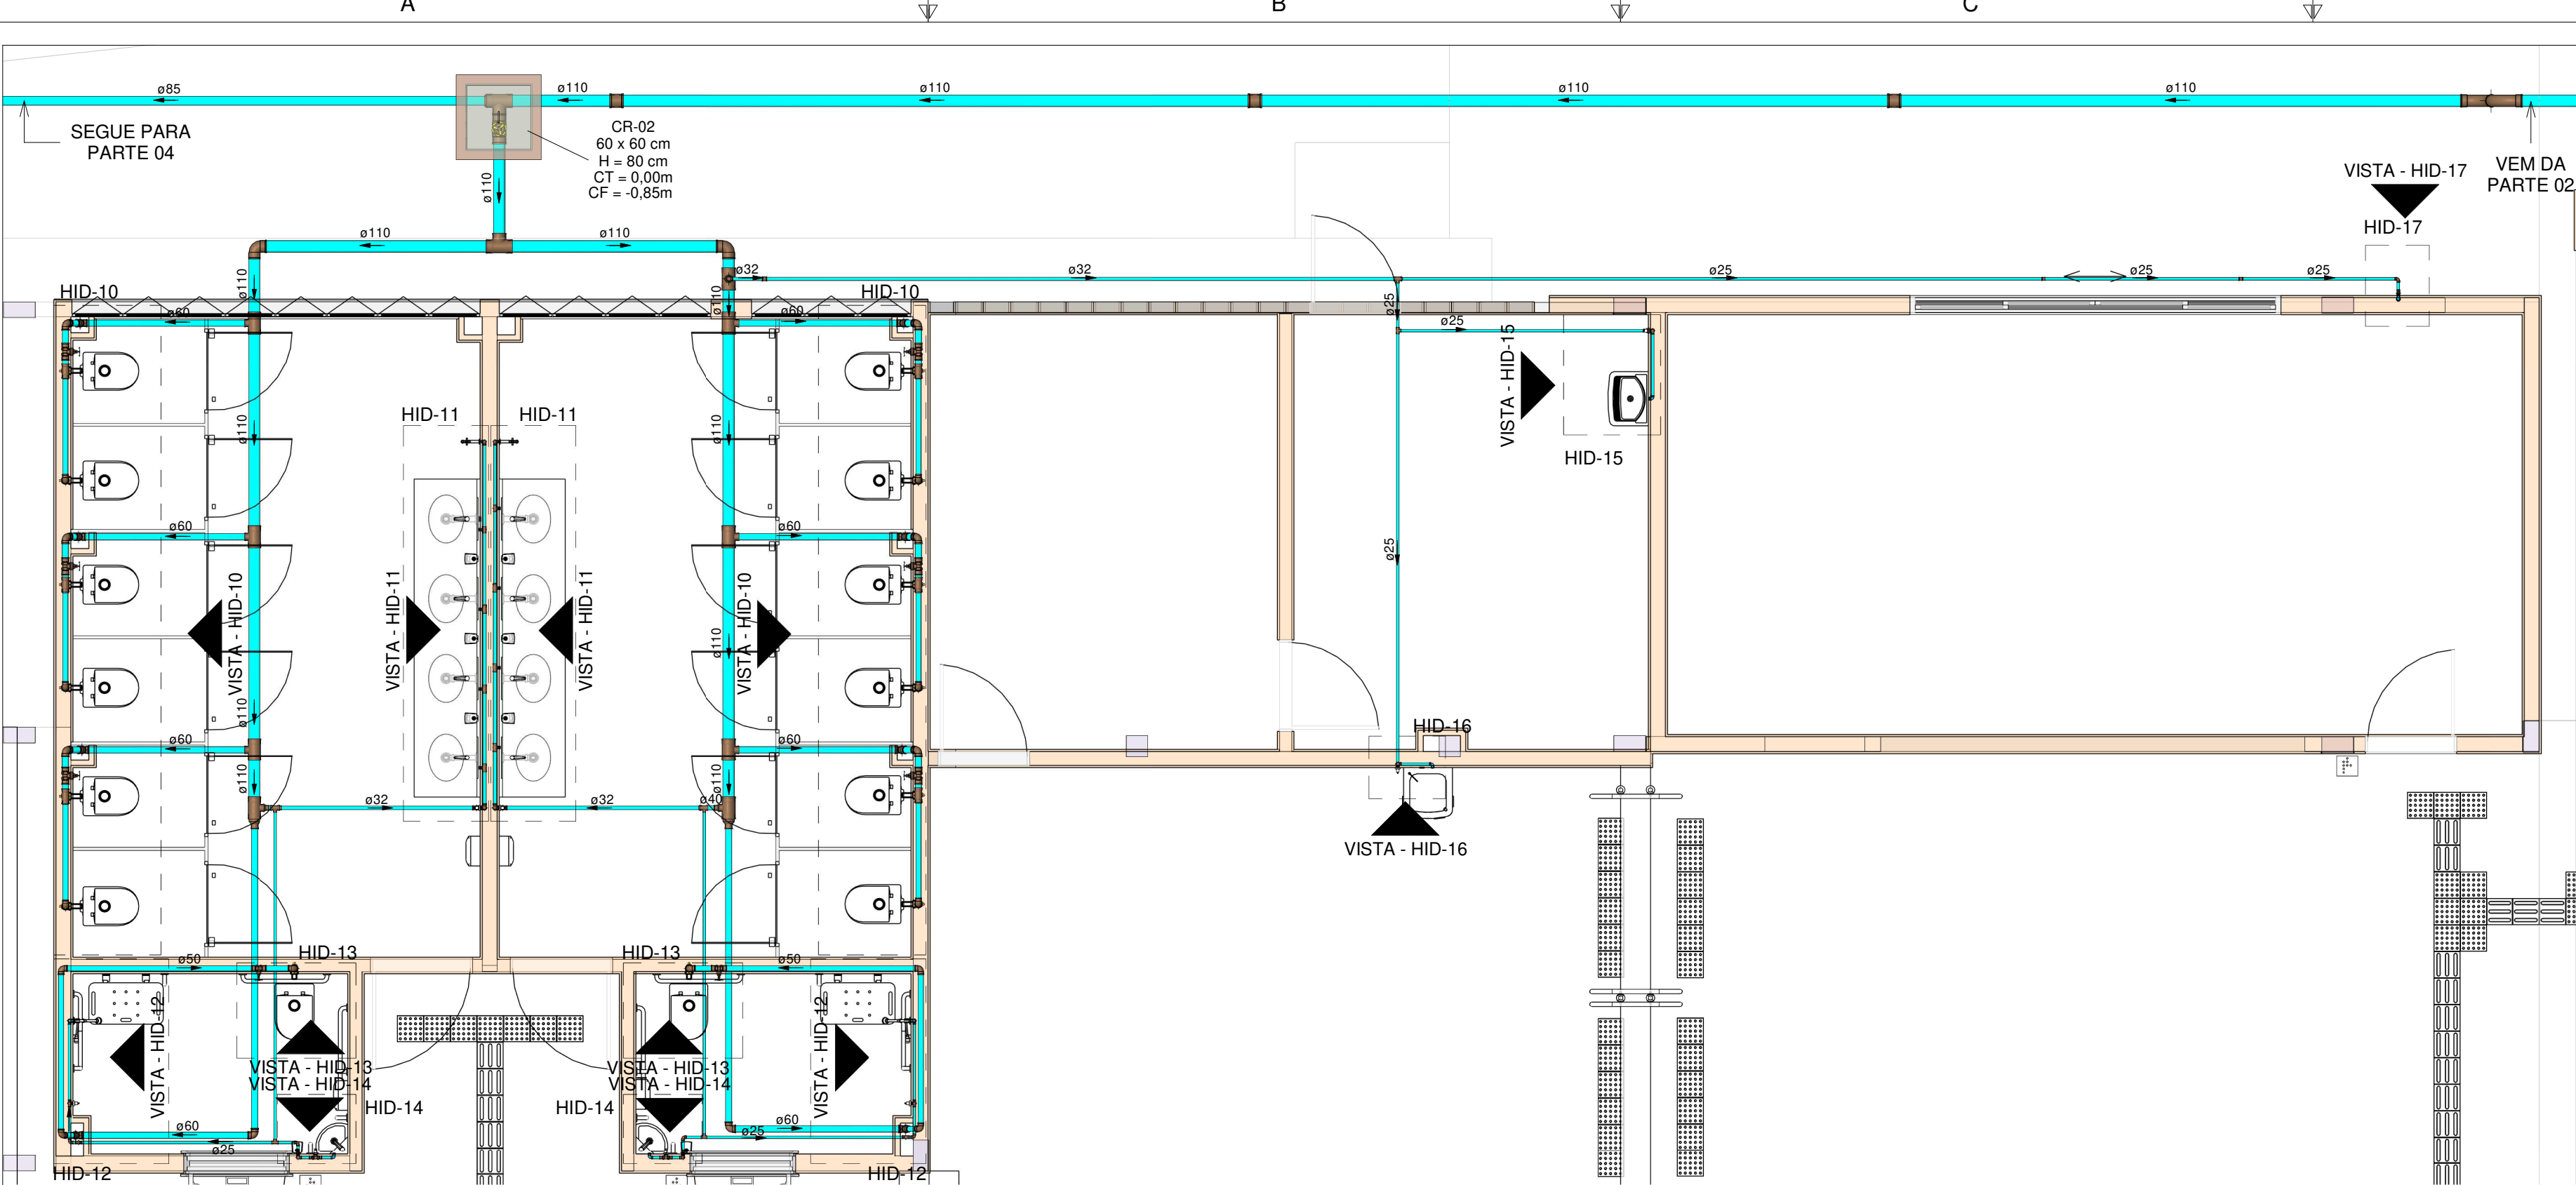 A
B
C
ø85
ø110
ø110
ø110
ø110
SEGUE PARA
PARTE 04
CR-02
60 x 60 cm
H = 80 cm
CT = 0,00m
CF = -0,85m
VISTA - HID-17
VEM DA
PARTE 02
HID-17
ø110
ø110
ø110
ø32
ø32
ø25
ø25
ø25
ø110
ø110
ø25
HID-10
HID-10
ø60
ø60
ø25
VISTA - HID-15
HID-15
HID-11
HID-11
ø110
ø110
ø60
ø60
ø25
VISTA - HID-10
VISTA - HID-11
VISTA - HID-11
VISTA - HID-10
ø110
ø110
HID-16
ø60
ø60
ø110
ø110
ø32
ø32
ø40
VISTA - HID-16
HID-13
HID-13
ø50
ø50
VISTA - HID-12
VISTA - HID-12
VISTA - HID-13
VISTA - HID-14
VISTA - HID-13
VISTA - HID-14
HID-14
HID-14
ø60
ø60
ø25
ø25
HID-12
HID-12